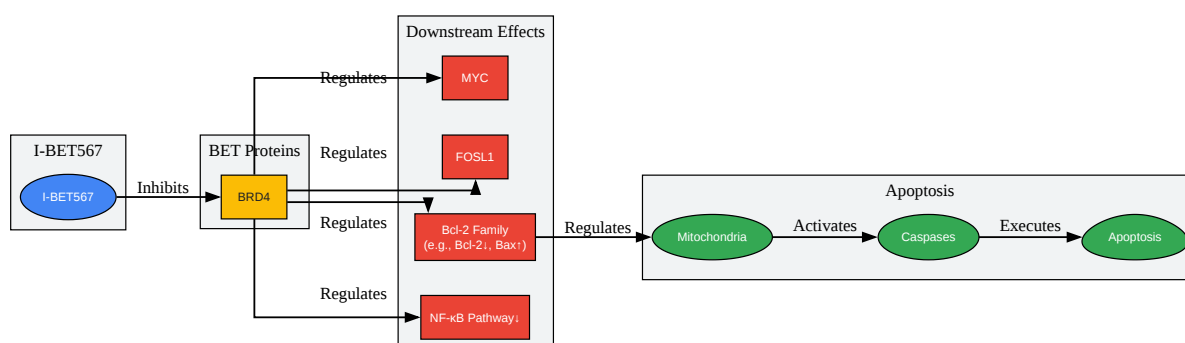 I-BET567
I-BET567
Inhibits
BET Proteins
BRD4
Regulates
Regulates
Regulates
Regulates
Downstream Effects
MYC
FOSL1
Bcl-2 Family
(e.g., Bcl-2↓, Bax↑)
NF-κB Pathway↓
Regulates
Apoptosis
Mitochondria
Activates
Caspases
Executes
Apoptosis